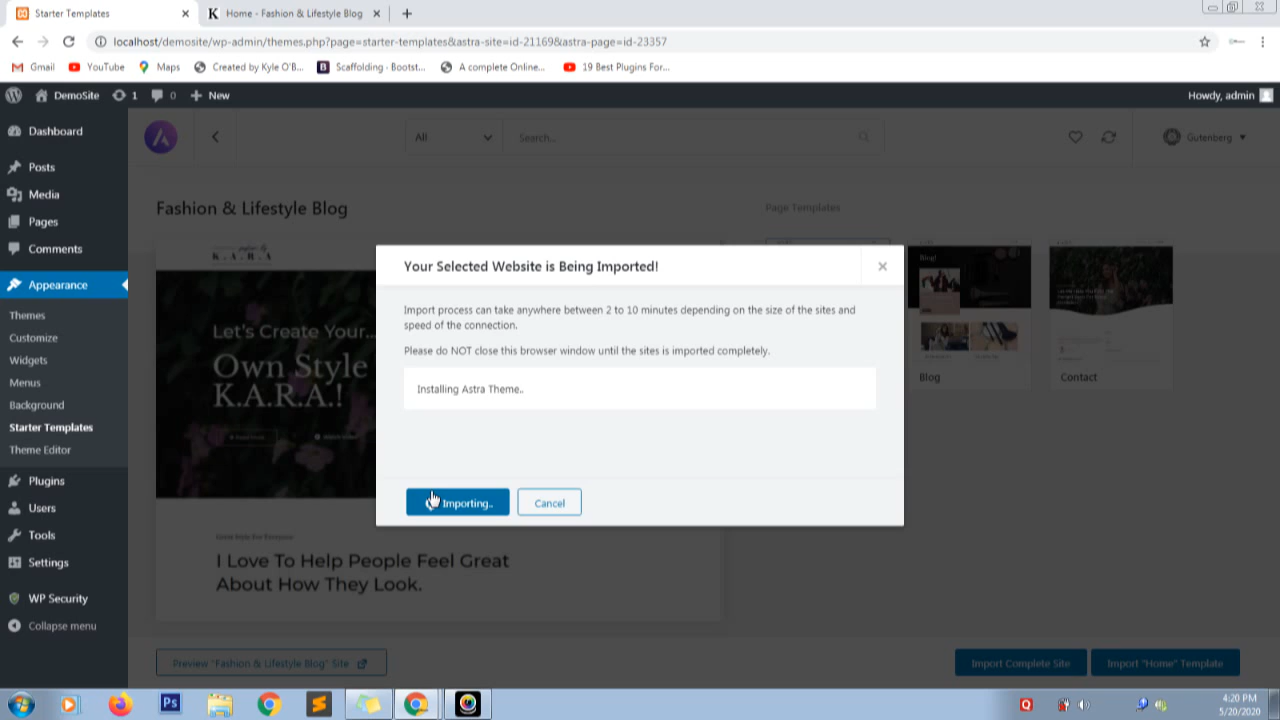 Starter Templates
Home - Fashion & Lifestyle Blog
localhost/demosite/wp-admin/themes.php?page=starter-templates&astra-site=id-21169&astra-page=id-23357
Gmail YouTube Maps Created by Kyle O'B... Scaffolding · Bootst... A complete Online... 19 Best Plugins For...
DemoSite 1 0 New Howdy, admin
Dashboard
Posts
Media
Pages
Comments
Appearance
Themes
Customize
Widgets
Menus
Background
Starter Templates
Theme Editor
Plugins
Users
Tools
Settings
WP Security
Collapse menu
All Search... Gutenberg
Fashion & Lifestyle Blog
Page Templates
K.A.R.A
Let's Create Your...
Own Style
K.A.R.A.!
I Love To Help People Feel Great
About How They Look.
Blog!
Blog
Contact
Your Selected Website is Being Imported!
Import process can take anywhere between 2 to 10 minutes depending on the size of the sites and
speed of the connection.
Please do NOT close this browser window until the sites is imported completely.
Installing Astra Theme..
Importing..
Cancel
Preview "Fashion & Lifestyle Blog" Site
Import Complete Site
Import "Home" Template
Ps
4:20 PM
5/20/2020